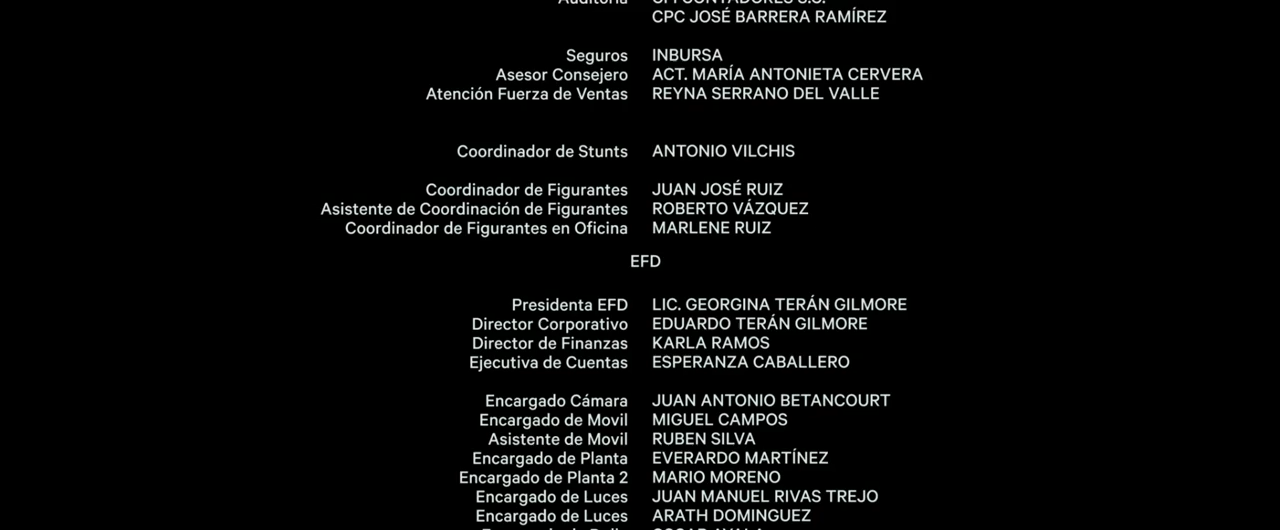 CPC JOSÉ BARRERA RAMÍREZ
Seguros INBURSA
Asesor Consejero ACT. MARÍA ANTONIETA CERVERA
Atención Fuerza de Ventas REYNA SERRANO DEL VALLE
Coordinador de Stunts ANTONIO VILCHIS
Coordinador de Figurantes JUAN JOSÉ RUIZ
Asistente de Coordinación de Figurantes ROBERTO VÁZQUEZ
Coordinador de Figurantes en Oficina MARLENE RUIZ
EFD
Presidenta EFD LIC. GEORGINA TERÁN GILMORE
Director Corporativo EDUARDO TERÁN GILMORE
Director de Finanzas KARLA RAMOS
Ejecutiva de Cuentas ESPERANZA CABALLERO
Encargado Cámara JUAN ANTONIO BETANCOURT
Encargado de Movil MIGUEL CAMPOS
Asistente de Movil RUBEN SILVA
Encargado de Planta EVERARDO MARTÍNEZ
Encargado de Planta 2 MARIO MORENO
Encargado de Luces JUAN MANUEL RIVAS TREJO
Encargado de Luces ARATH DOMINGUEZ